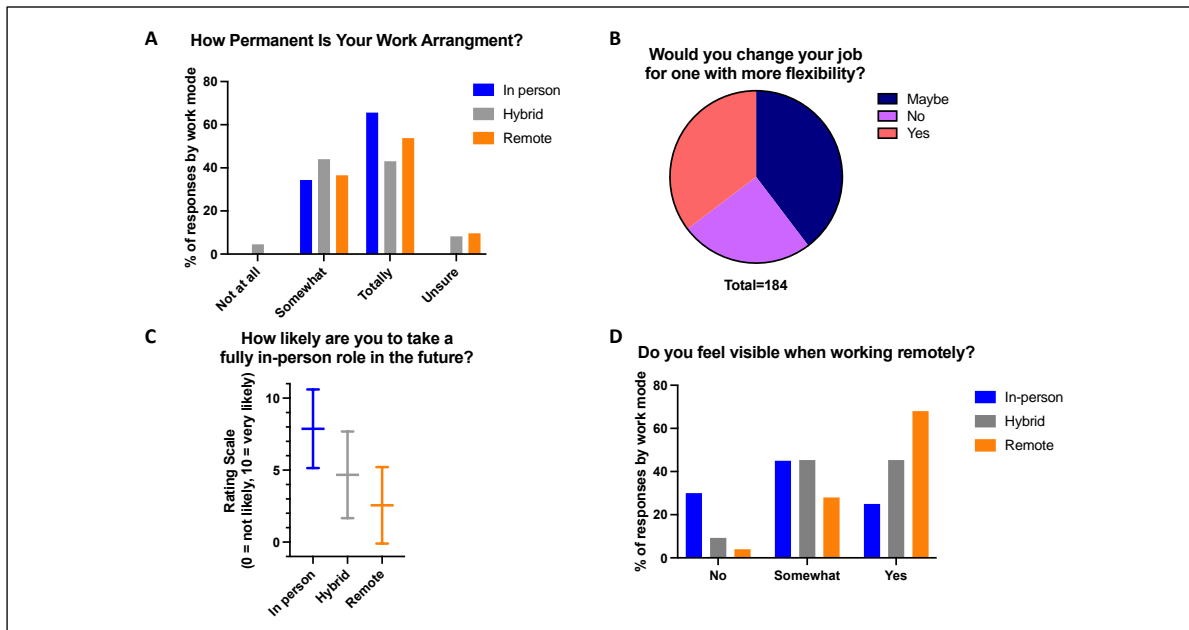 A
How Permanent Is Your Work Arrangment?
% of responses by work mode
80
60
40
20
0
Not at all
Somewhat
Totally
Unsure
In person
Hybrid
Remote
B
Would you change your job
for one with more flexibility?
Maybe
No
Yes
Total=184
C
How likely are you to take a
fully in-person role in the future?
Rating Scale
(0 = not likely, 10 = very likely)
10
5
0
In person
Hybrid
Remote
D
Do you feel visible when working remotely?
% of responses by work mode
80
60
40
20
0
No
Somewhat
Yes
In-person
Hybrid
Remote